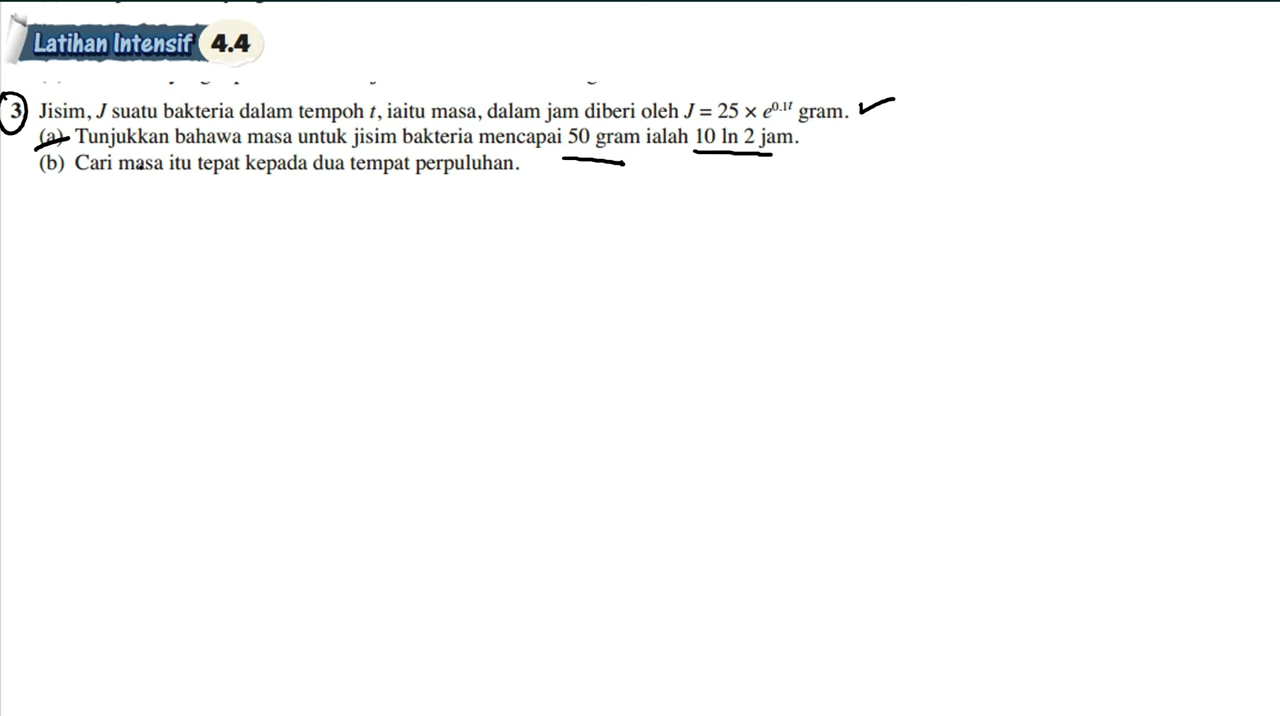 Latihan Intensif 4.4
3 Jisim, J suatu bakteria dalam tempoh t, iaitu masa, dalam jam diberi oleh J = 25 × e^0.1t gram.
(a) Tunjukkan bahawa masa untuk jisim bakteria mencapai 50 gram ialah 10 ln 2 jam.
(b) Cari masa itu tepat kepada dua tempat perpuluhan.